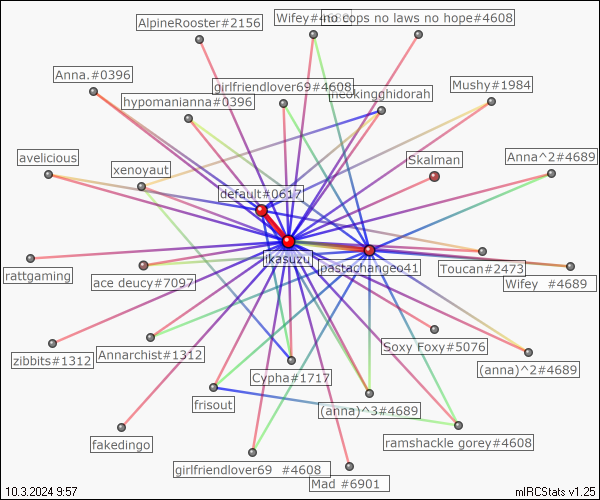 AlpineRooster#2156
Wifey#4689
no cops no laws no hope#4608
Anna.#0396
girlfriendlover69#4608
Mushy#1984
hypomanianna#0396
neokingghidorah
avelicious
xenoyaut
Skalman
Anna^2#4689
default#0617
ikasuzu
pastachangeo41
rattgaming
ace deucy#7097
Toucan#2473
Wifey #4689
zibbits#1312
Annarchist#1312
Soxy Foxy#5076
Cypha#1717
(anna)^2#4689
frisout
(anna)^3#4689
fakedingo
ramshackle gorey#4608
girlfriendlover69 #4608
Mad #6901
10.3.2024 9:57
mIRCStats v1.25